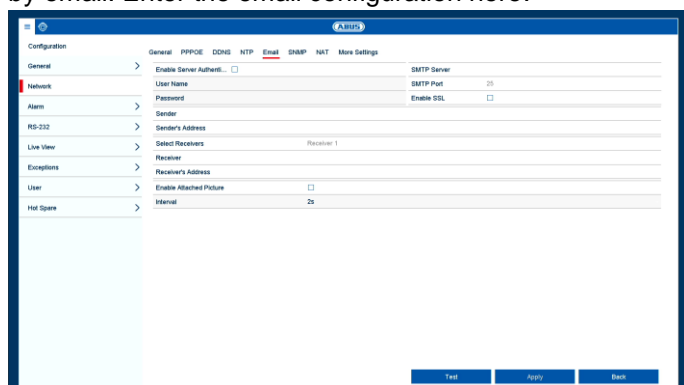 by email. Enter the email configuration here.
ABUS
Configuration
General PPPOE DDNS NTP Email SNMP NAT More Settings
General
Enable Server Authenti...
SMTP Server
Network
User Name
SMTP Port 25
Password
Enable SSL
Alarm
Sender
RS-232
Sender's Address
Live View
Select Receivers Receiver 1
Receiver
Exceptions
Receiver's Address
User
Enable Attached Picture
Hot Spare
Interval 2s
Test Apply Back